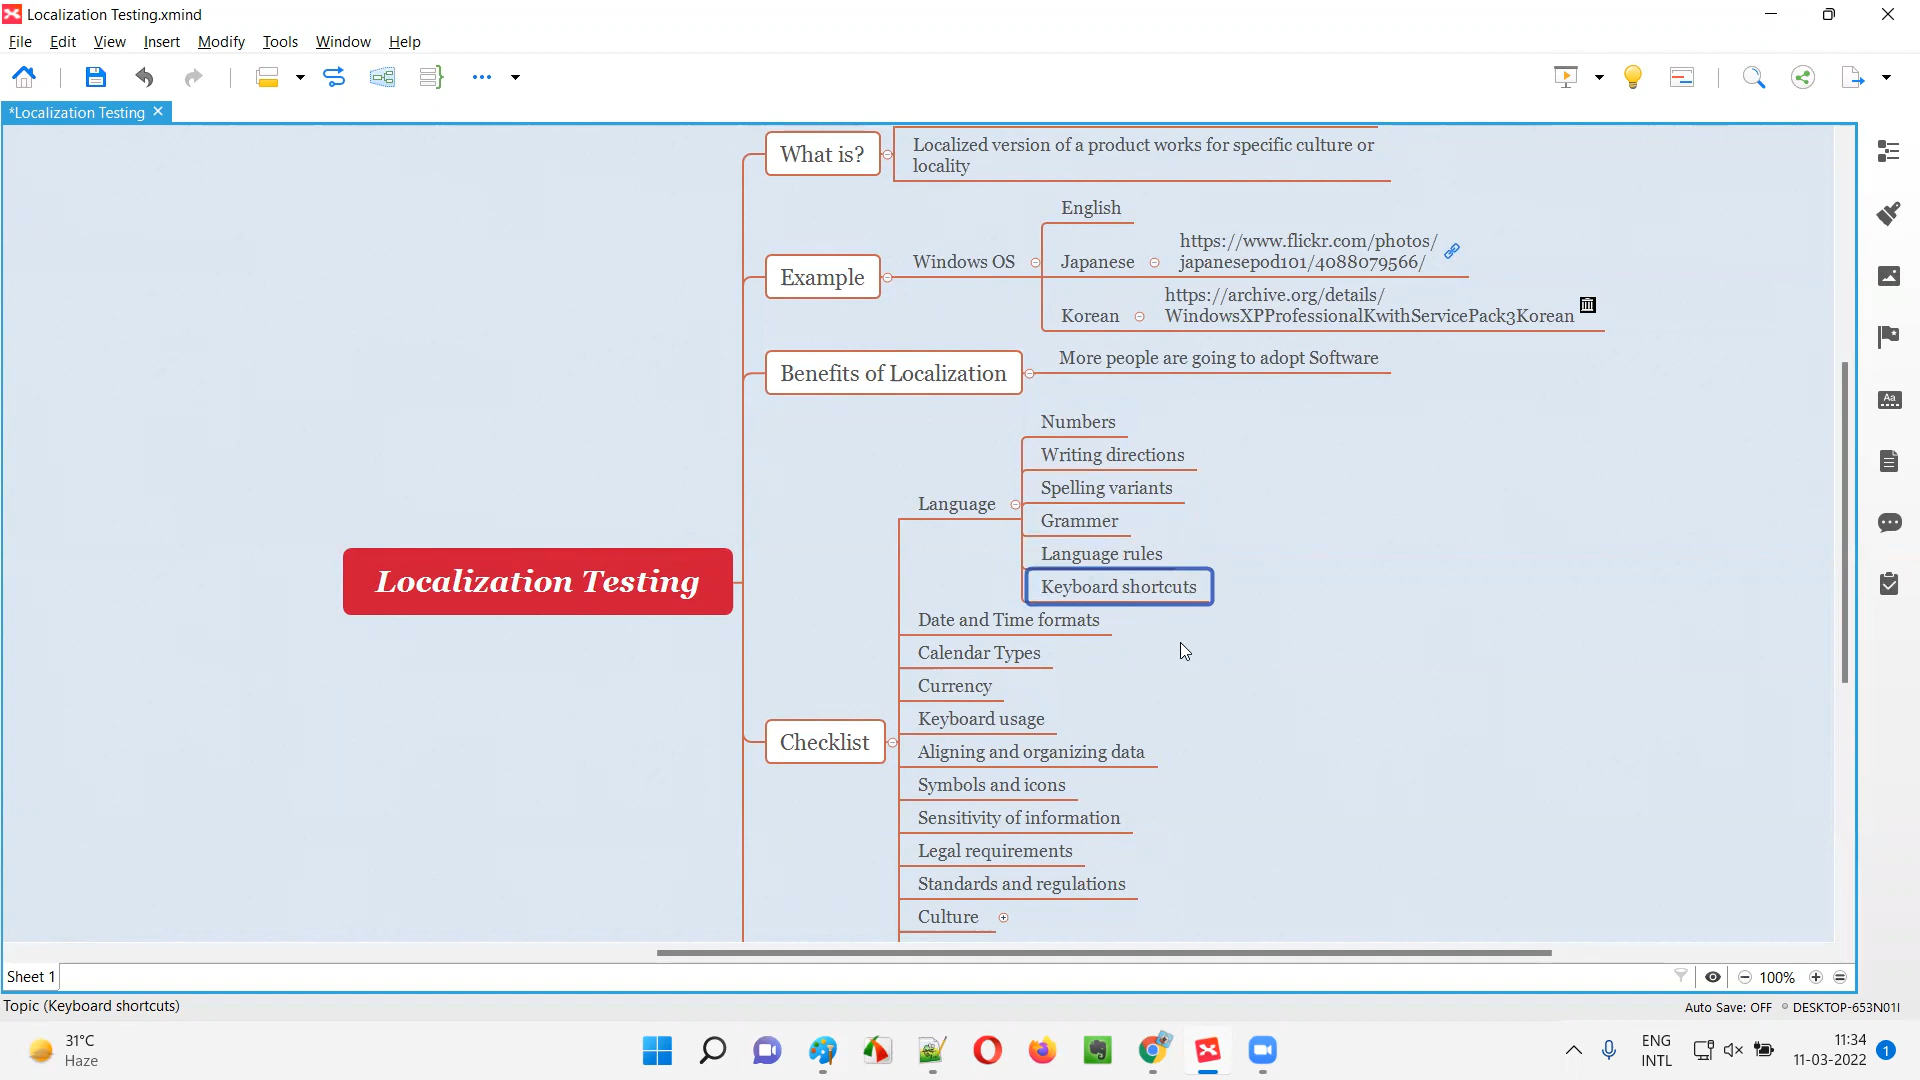 Localization Testing.xmind
File Edit View Insert Modify Tools Window Help
*Localization Testing
What is?
Localized version of a product works for specific culture or
locality
Example
Windows OS
English
Japanese
https://www.flickr.com/photos/
japanesepod101/4088079566/
Korean
https://archive.org/details/
WindowsXPProfessionalKwithServicePack3Korean
Benefits of Localization
More people are going to adopt Software
Localization Testing
Checklist
Language
Numbers
Writing directions
Spelling variants
Grammer
Language rules
Keyboard shortcuts
Date and Time formats
Calendar Types
Currency
Keyboard usage
Aligning and organizing data
Symbols and icons
Sensitivity of information
Legal requirements
Standards and regulations
Culture
Aa
Sheet 1
100%
Topic (Keyboard shortcuts)
Auto Save: OFF
DESKTOP-653N01I
31°C
Haze
ENG
INTL
11:34
11-03-2022
1